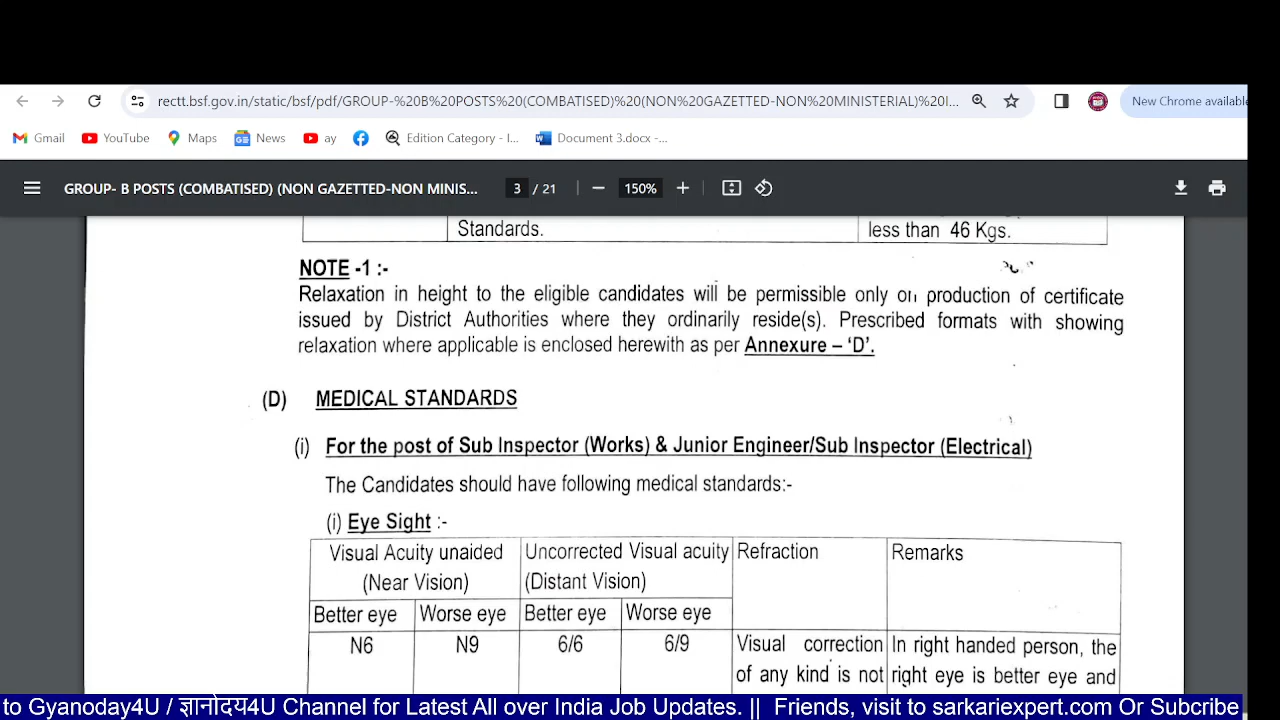 rectt.bsf.gov.in/static/bsf/pdf/GROUP-%20B%20POSTS%20(COMBATISED)%20(NON%20GAZETTED-NON%20MINISTERIAL)%20I...
New Chrome available
Gmail YouTube Maps News ay Edition Category - I... Document 3.docx -...
GROUP- B POSTS (COMBATISED) (NON GAZETTED-NON MINIS... 3 / 21 — 150% +
Standards. less than 46 Kgs.
NOTE -1 :-
Relaxation in height to the eligible candidates will be permissible only on production of certificate
issued by District Authorities where they ordinarily reside(s). Prescribed formats with showing
relaxation where applicable is enclosed herewith as per Annexure – 'D'.
(D) MEDICAL STANDARDS
(i) For the post of Sub Inspector (Works) & Junior Engineer/Sub Inspector (Electrical)
The Candidates should have following medical standards:-
(i) Eye Sight :-
Visual Acuity unaided Uncorrected Visual acuity Refraction Remarks
(Near Vision) (Distant Vision)
Better eye Worse eye Better eye Worse eye
N6 N9 6/6 6/9 Visual correction In right handed person, the
of any kind is not right eye is better eye and
to Gyanoday4U / ज्ञानोदय4U Channel for Latest All over India Job Updates. || Friends, visit to sarkariexpert.com Or Subscribe